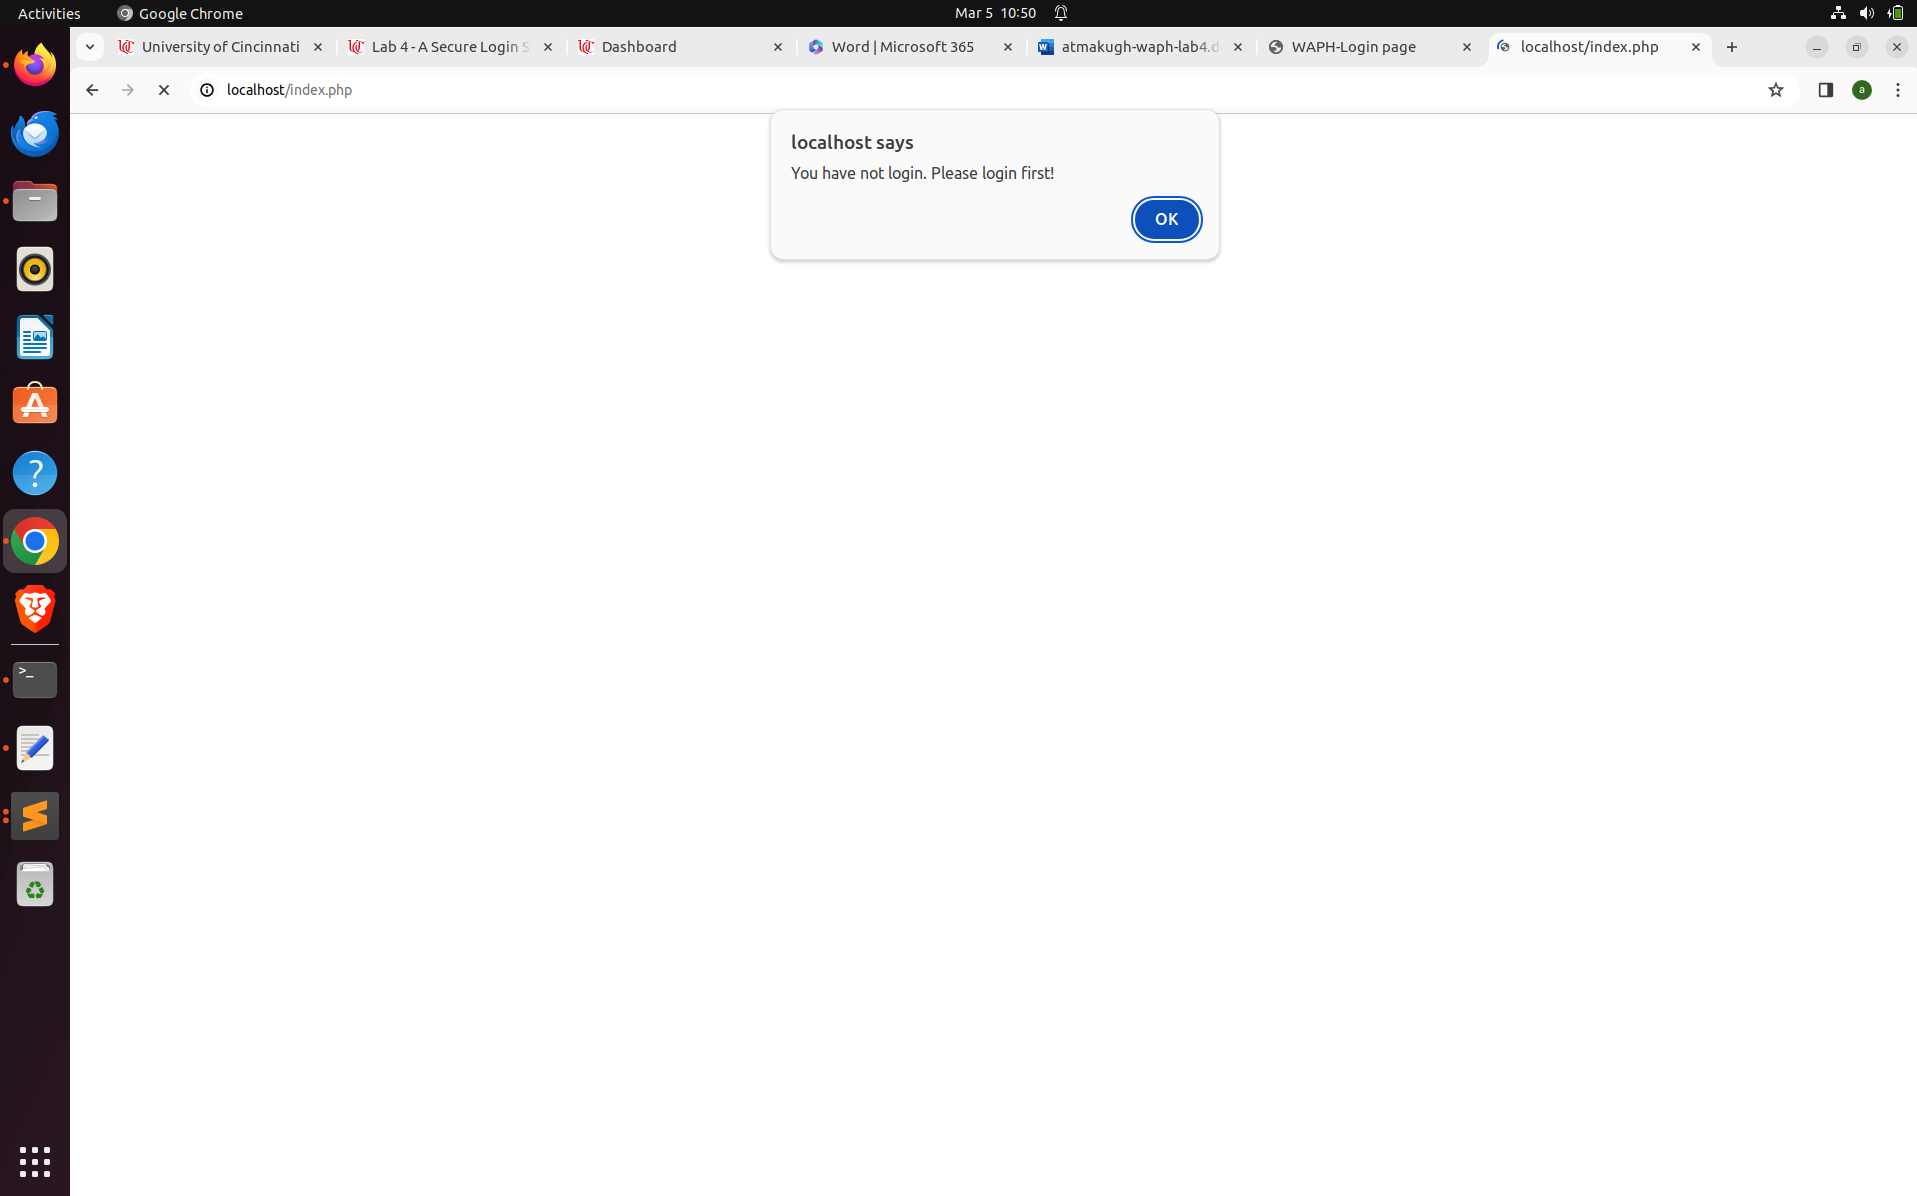 Activities
Google Chrome
Mar 5 10:50
University of Cincinnati
Lab 4 - A Secure Login S
Dashboard
Word | Microsoft 365
atmakugh-waph-lab4.d
WAPH-Login page
localhost/index.php
localhost/index.php
a
localhost says
You have not login. Please login first!
OK